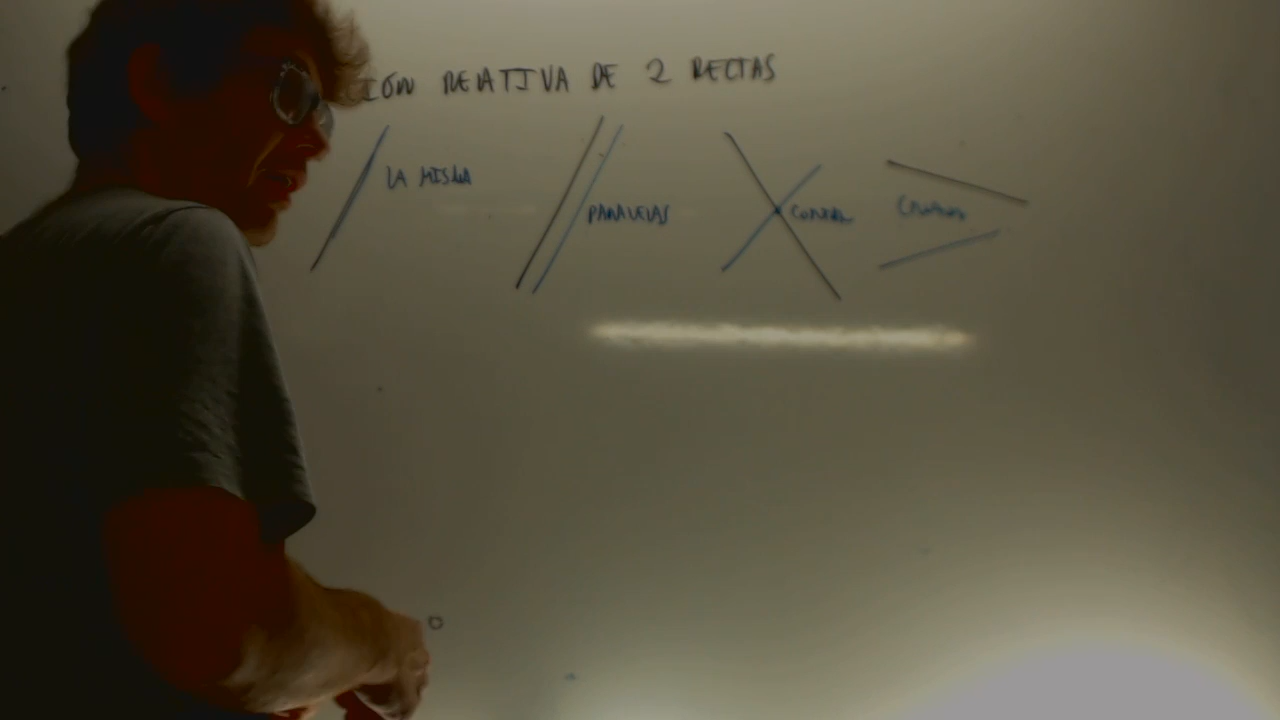 IÓN RELATIVA DE 2 RECTAS
LA MISMA
PARALELAS
CORTAN
CRUZAN